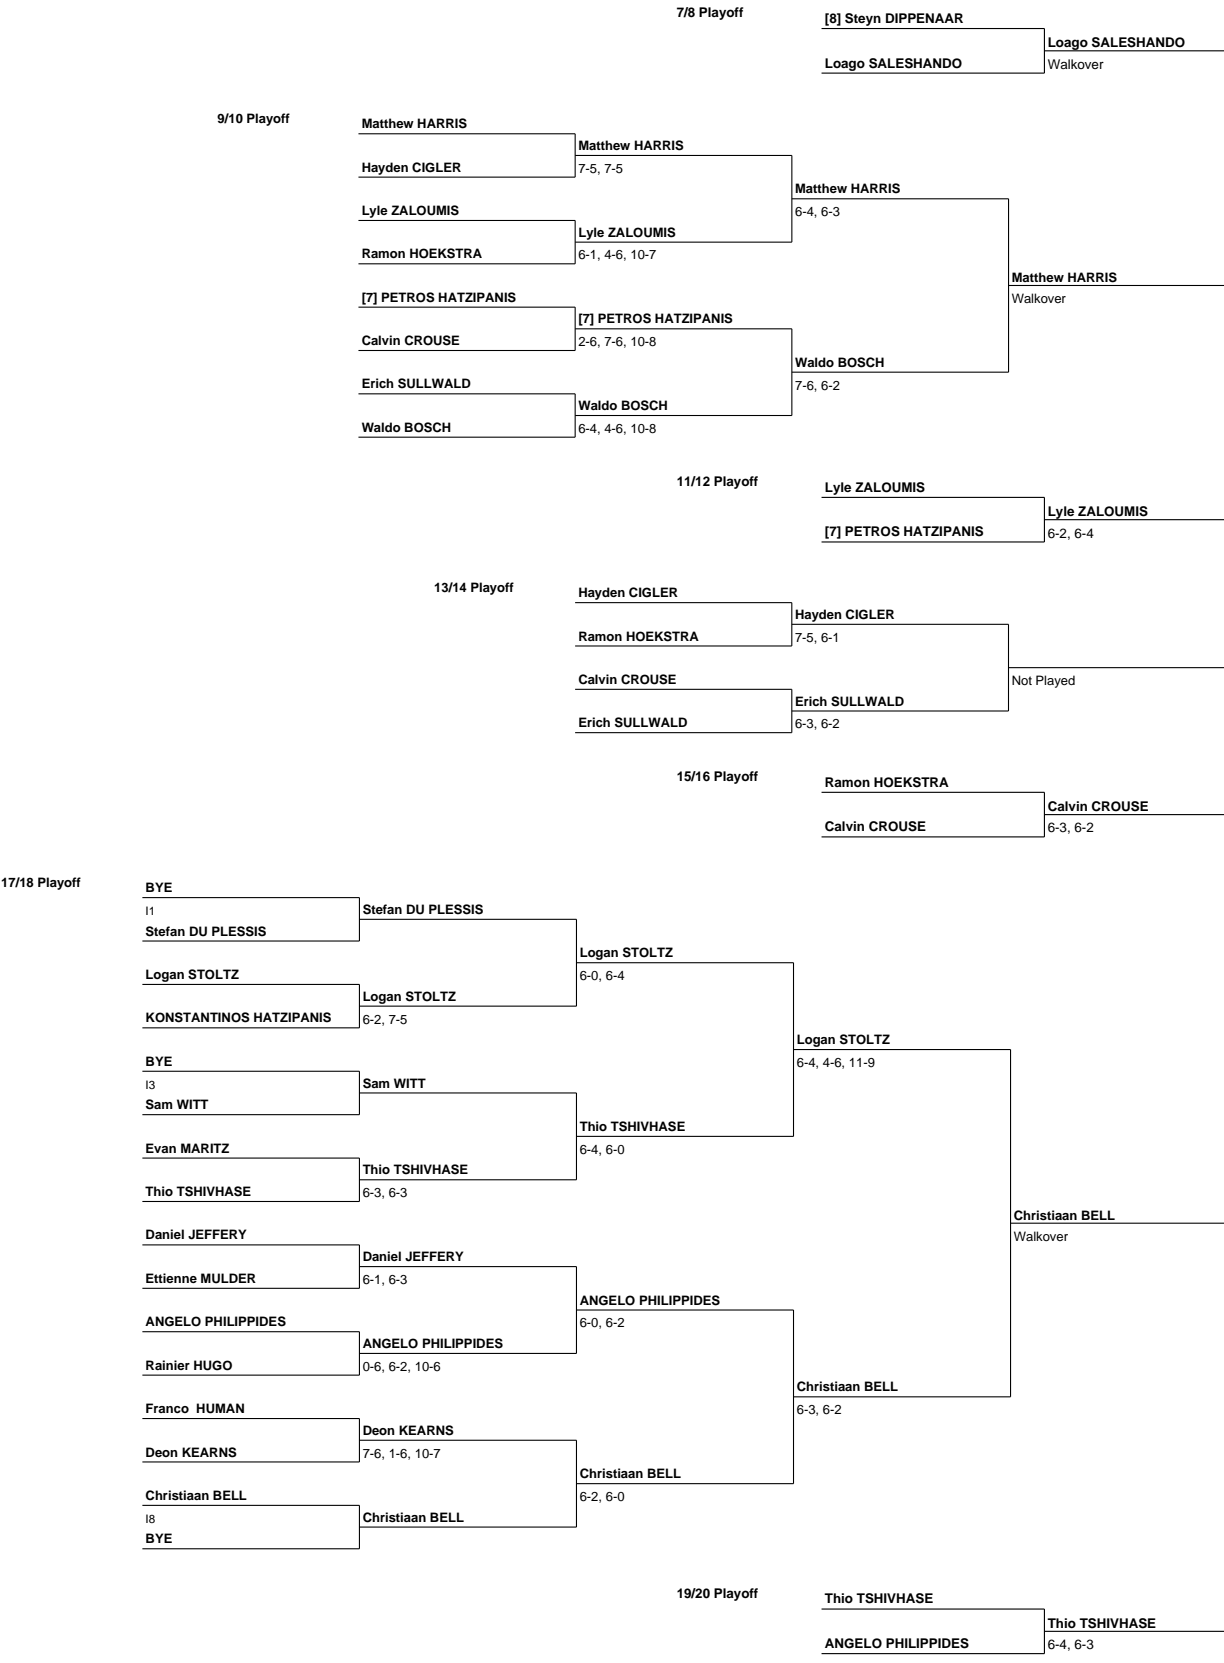 7/8 Playoff
[8] Steyn DIPPENAAR
Loago SALESHANDO
Loago SALESHANDO
Walkover
9/10 Playoff
Matthew HARRIS
Matthew HARRIS
Hayden CIGLER
7-5, 7-5
Matthew HARRIS
Lyle ZALOUMIS
6-4, 6-3
Lyle ZALOUMIS
Ramon HOEKSTRA
6-1, 4-6, 10-7
Matthew HARRIS
[7] PETROS HATZIPANIS
Walkover
[7] PETROS HATZIPANIS
Calvin CROUSE
2-6, 7-6, 10-8
Waldo BOSCH
Erich SULLWALD
7-6, 6-2
Waldo BOSCH
Waldo BOSCH
6-4, 4-6, 10-8
11/12 Playoff
Lyle ZALOUMIS
Lyle ZALOUMIS
[7] PETROS HATZIPANIS
6-2, 6-4
13/14 Playoff
Hayden CIGLER
Hayden CIGLER
Ramon HOEKSTRA
7-5, 6-1
Calvin CROUSE
Not Played
Erich SULLWALD
Erich SULLWALD
6-3, 6-2
15/16 Playoff
Ramon HOEKSTRA
Calvin CROUSE
Calvin CROUSE
6-3, 6-2
17/18 Playoff
BYE
I1
Stefan DU PLESSIS
Stefan DU PLESSIS
Logan STOLTZ
Logan STOLTZ
6-0, 6-4
Logan STOLTZ
KONSTANTINOS HATZIPANIS
6-2, 7-5
Logan STOLTZ
BYE
6-4, 4-6, 11-9
I3
Sam WITT
Sam WITT
Thio TSHIVHASE
Evan MARITZ
6-4, 6-0
Thio TSHIVHASE
Thio TSHIVHASE
6-3, 6-3
Christiaan BELL
Daniel JEFFERY
Walkover
Daniel JEFFERY
Ettienne MULDER
6-1, 6-3
ANGELO PHILIPPIDES
ANGELO PHILIPPIDES
6-0, 6-2
ANGELO PHILIPPIDES
Rainier HUGO
0-6, 6-2, 10-6
Christiaan BELL
Franco  HUMAN
6-3, 6-2
Deon KEARNS
Deon KEARNS
7-6, 1-6, 10-7
Christiaan BELL
Christiaan BELL
6-2, 6-0
I8
Christiaan BELL
BYE
19/20 Playoff
Thio TSHIVHASE
Thio TSHIVHASE
ANGELO PHILIPPIDES
6-4, 6-3